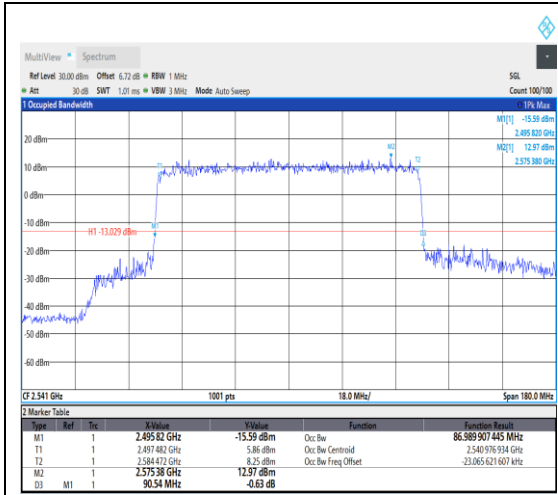 MultiView Spectrum
Ref Level 30.00 dBm Offset 6.72 dB RBW 1 MHz SGL
Att 30 dB SWT 1.01 ms VBW 3 MHz Mode Auto Sweep Count 100/100
1 Occupied Bandwidth 1Pk Max
M1[1] -15.59 dBm
2.495 820 GHz
M2[1] 12.97 dBm
2.575 380 GHz
20 dBm
M2
T1 T2
10 dBm
0 dBm
-10 dBm
M1
H1 -13.029 dBm
D3
-20 dBm
-30 dBm
-40 dBm
-50 dBm
-60 dBm
CF 2.541 GHz 1001 pts 18.0 MHz/ Span 180.0 MHz
2 Marker Table
Type Ref Trc X-Value Y-Value Function Function Result
M1 1 2.495 82 GHz -15.59 dBm Occ Bw 86.989 907 445 MHz
T1 1 2.497 482 GHz 5.86 dBm Occ Bw Centroid 2.540 976 934 GHz
T2 1 2.584 472 GHz 8.25 dBm Occ Bw Freq Offset -23.065 621 607 kHz
M2 1 2.575 38 GHz 12.97 dBm
D3 M1 1 90.54 MHz -0.63 dB